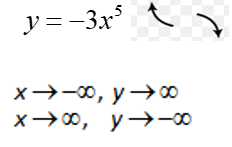 y = −3x⁵
x→−∞, y→∞
x→∞, y→−∞